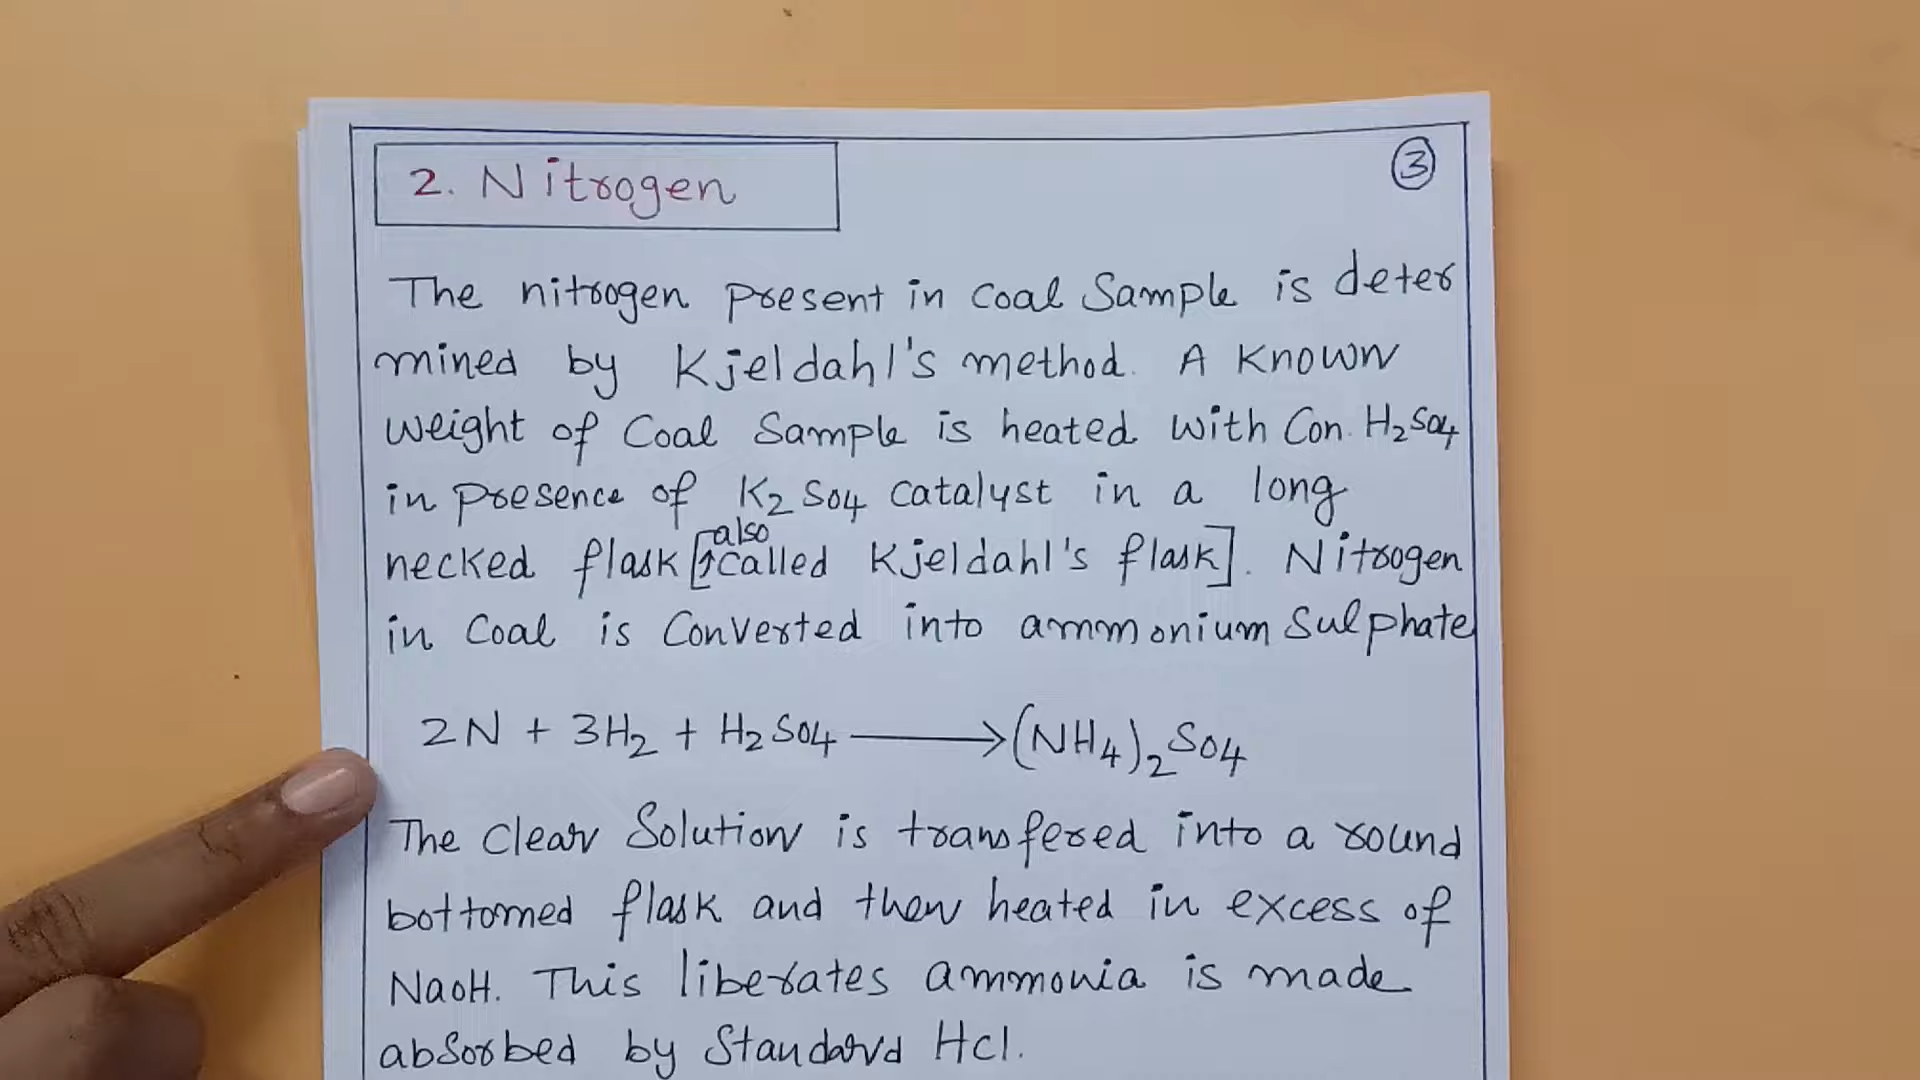 2. Nitrogen
3
The nitrogen present in coal Sample is deter
mined by Kjeldahl's method. A known
weight of Coal Sample is heated with Con. H₂SO₄
in presence of K₂SO₄ catalyst in a long
necked flask [also called Kjeldahl's flask]. Nitrogen
in Coal is Converted into ammonium Sulphate
2N + 3H₂ + H₂SO₄ ⟶ (NH₄)₂SO₄
The Clear Solution is transfered into a round
bottomed flask and then heated in excess of
NaOH. This liberates ammonia is made
absorbed by Standard HCl.